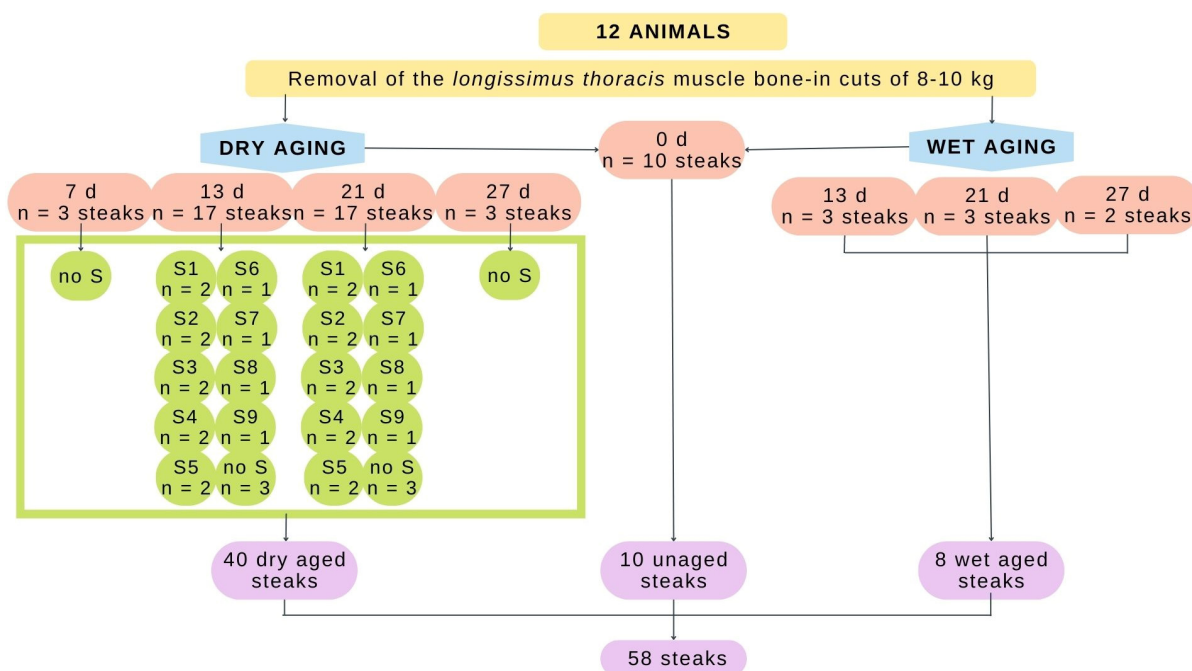 12 ANIMALS
Removal of the longissimus thoracis muscle bone-in cuts of 8-10 kg
DRY AGING
0 d
n = 10 steaks
WET AGING
7 d
n = 3 steaks
13 d
n = 17 steaks
21 d
n = 17 steaks
27 d
n = 3 steaks
13 d
n = 3 steaks
21 d
n = 3 steaks
27 d
n = 2 steaks
no S
S1
n = 2
S6
n = 1
S2
n = 2
S7
n = 1
S3
n = 2
S8
n = 1
S4
n = 2
S9
n = 1
S5
n = 2
no S
n = 3
S1
n = 2
S6
n = 1
S2
n = 2
S7
n = 1
S3
n = 2
S8
n = 1
S4
n = 2
S9
n = 1
S5
n = 2
no S
n = 3
no S
40 dry aged
steaks
10 unaged
steaks
8 wet aged
steaks
58 steaks